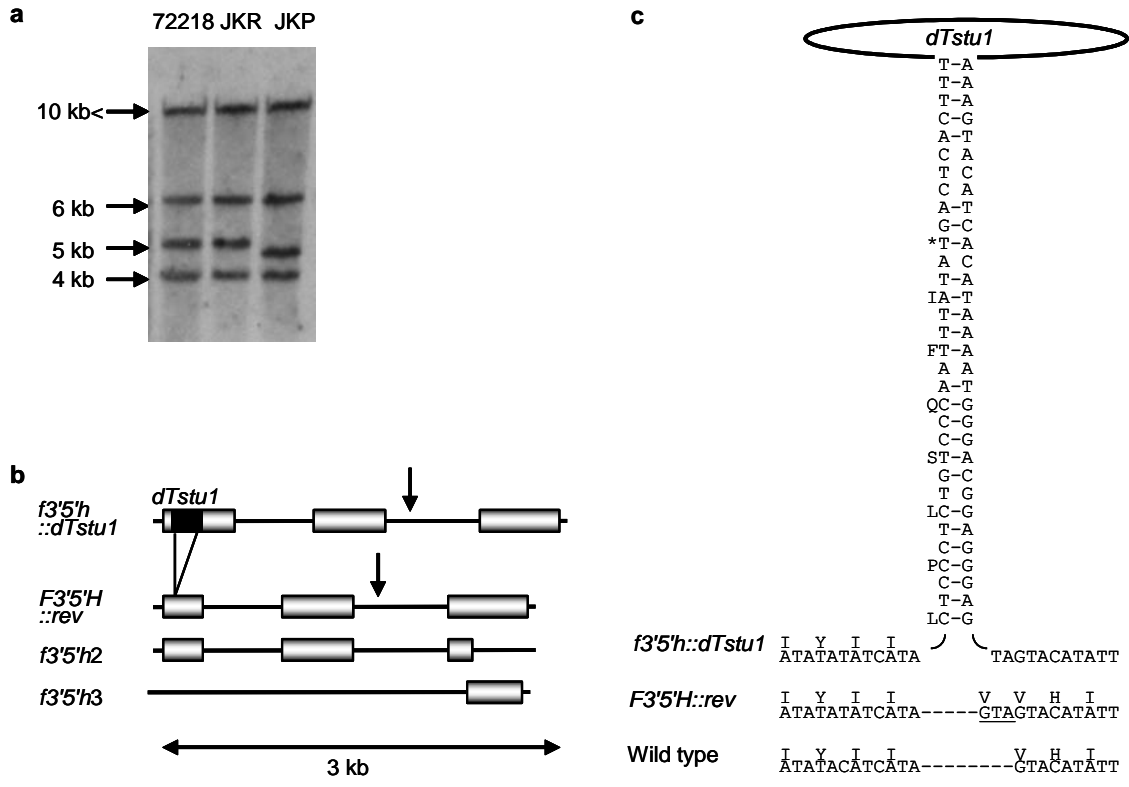 a
72218 JKR JKP
10 kb<
6 kb
5 kb
4 kb
b
dTstu1
f3'5'h
::dTstu1
F3'5'H
::rev
f3'5'h2
f3'5'h3
3 kb
c
dTstu1
T-A
T-A
T-A
C-G
A-T
C A
T C
C A
A-T
G-C
*T-A
A C
T-A
IA-T
T-A
T-A
FT-A
A A
A-T
QC-G
C-G
C-G
ST-A
G-C
T G
LC-G
T-A
C-G
PC-G
C-G
T-A
LC-G
I Y I I
f3'5'h::dTstu1 ATATATATCATA TAGTACATATT
I Y I I V V H I
F3'5'H::rev ATATATATCATA-----GTAGTACATATT
I Y I I V H I
Wild type ATATACATCATA--------GTACATATT